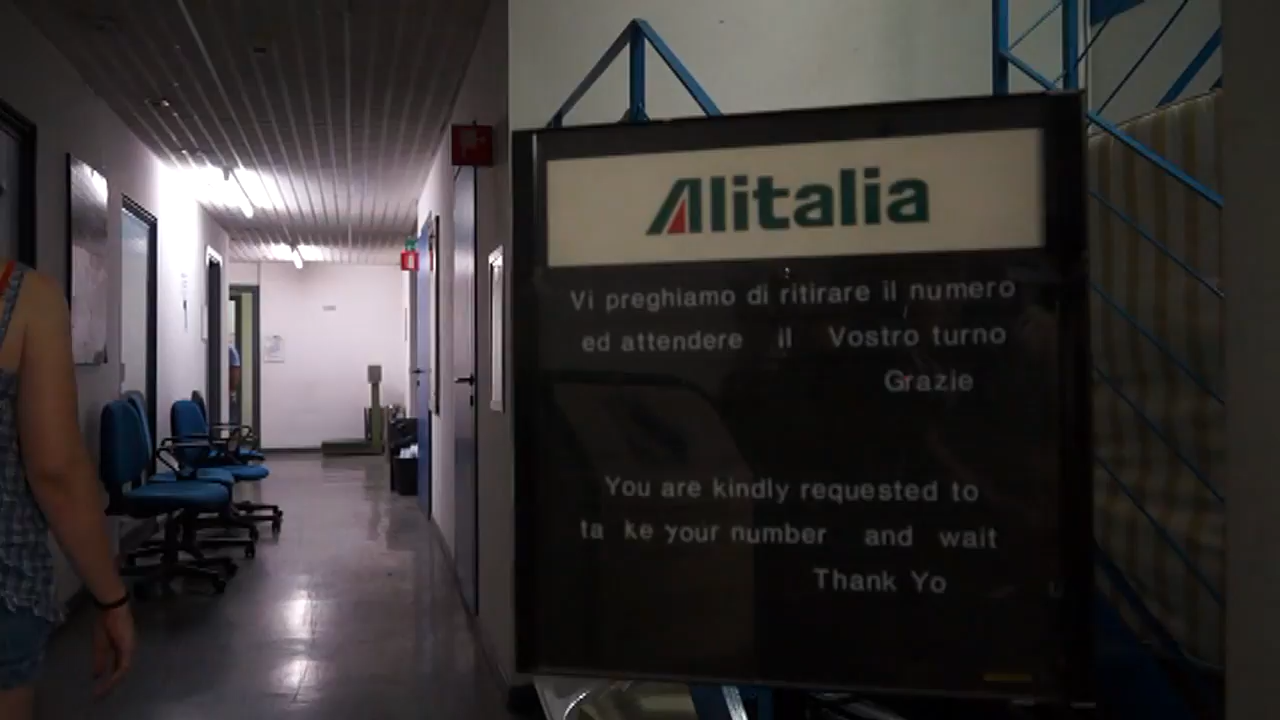 Alitalia
Vi preghiamo di ritirare il numero
ed attendere il Vostro turno
Grazie
You are kindly requested to
ta ke your number and wait
Thank Yo u